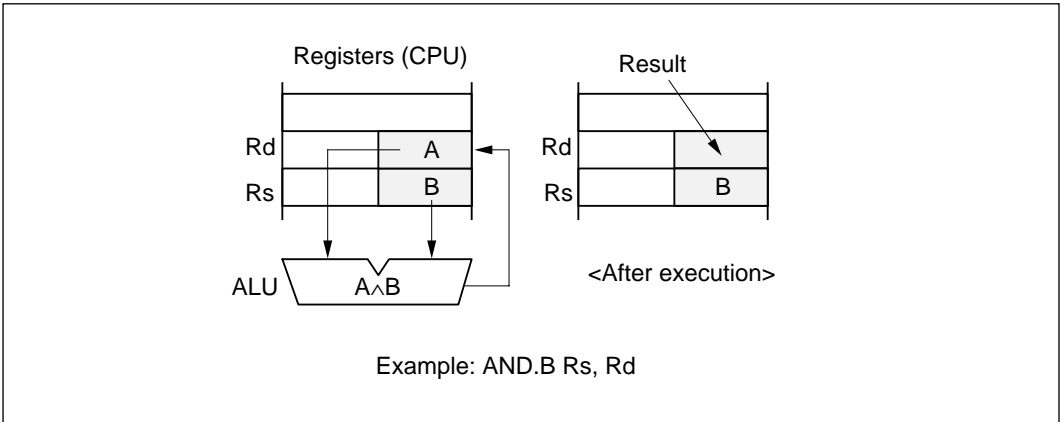 Registers (CPU)
Result
Rd A
Rs B
Rd
Rs B
ALU A∧B
<After execution>
Example: AND.B Rs, Rd